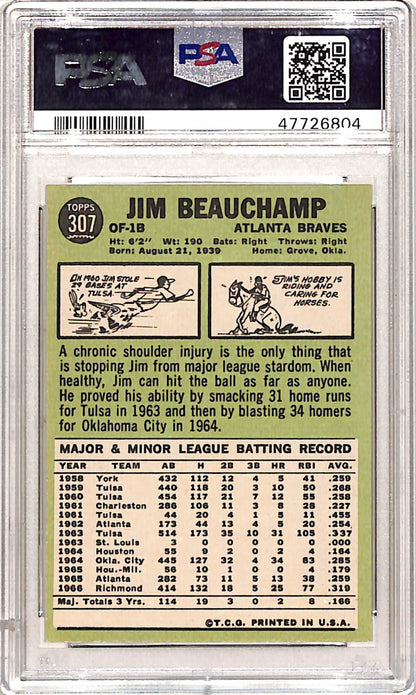 PSA
PSA
47726804
TOPPS
307
JIM BEAUCHAMP
OF-1B ATLANTA BRAVES
Ht: 6'2" Wt: 190 Bats: Right Throws: Right
Born: August 21, 1939 Home: Grove, Okla.
IN 1960 JIM STOLE
29 BASES AT
TULSA.
JIM'S HOBBY IS
RIDING AND
CARING FOR
HORSES.
A chronic shoulder injury is the only thing that
is stopping Jim from major league stardom. When
healthy, Jim can hit the ball as far as anyone.
He proved his ability by smacking 31 home runs
for Tulsa in 1963 and then by blasting 34 homers
for Oklahoma City in 1964.
MAJOR & MINOR LEAGUE BATTING RECORD
YEAR TEAM AB H 2B 3B HR RBI AVG.
1958 York 432 112 12 4 5 41 .259
1959 Tulsa 440 118 20 3 10 50 .268
1960 Tulsa 454 117 21 7 12 55 .258
1961 Charleston 286 106 11 3 8 28 .227
1961 Tulsa 44 20 4 1 5 11 .455
1962 Atlanta 173 44 13 4 5 20 .254
1963 Tulsa 514 173 35 10 31 105 .337
1963 St. Louis 3 0 0 0 0 0 .000
1964 Houston 55 9 2 0 2 4 .164
1964 Okla. City 445 127 32 4 34 83 .285
1965 Hou.-Mil. 56 10 1 0 0 4 .179
1965 Atlanta 282 73 11 5 13 38 .259
1966 Richmond 414 132 18 5 25 77 .319
Maj. Totals 3 Yrs. 114 19 3 0 2 8 .166
©T.C.G. PRINTED IN U.S.A.